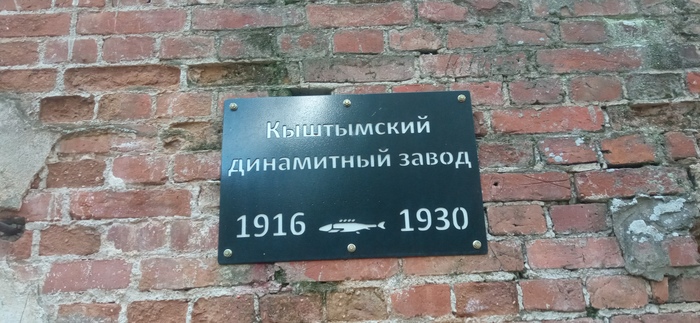 Кыштымский
динамитный завод
1916 1930